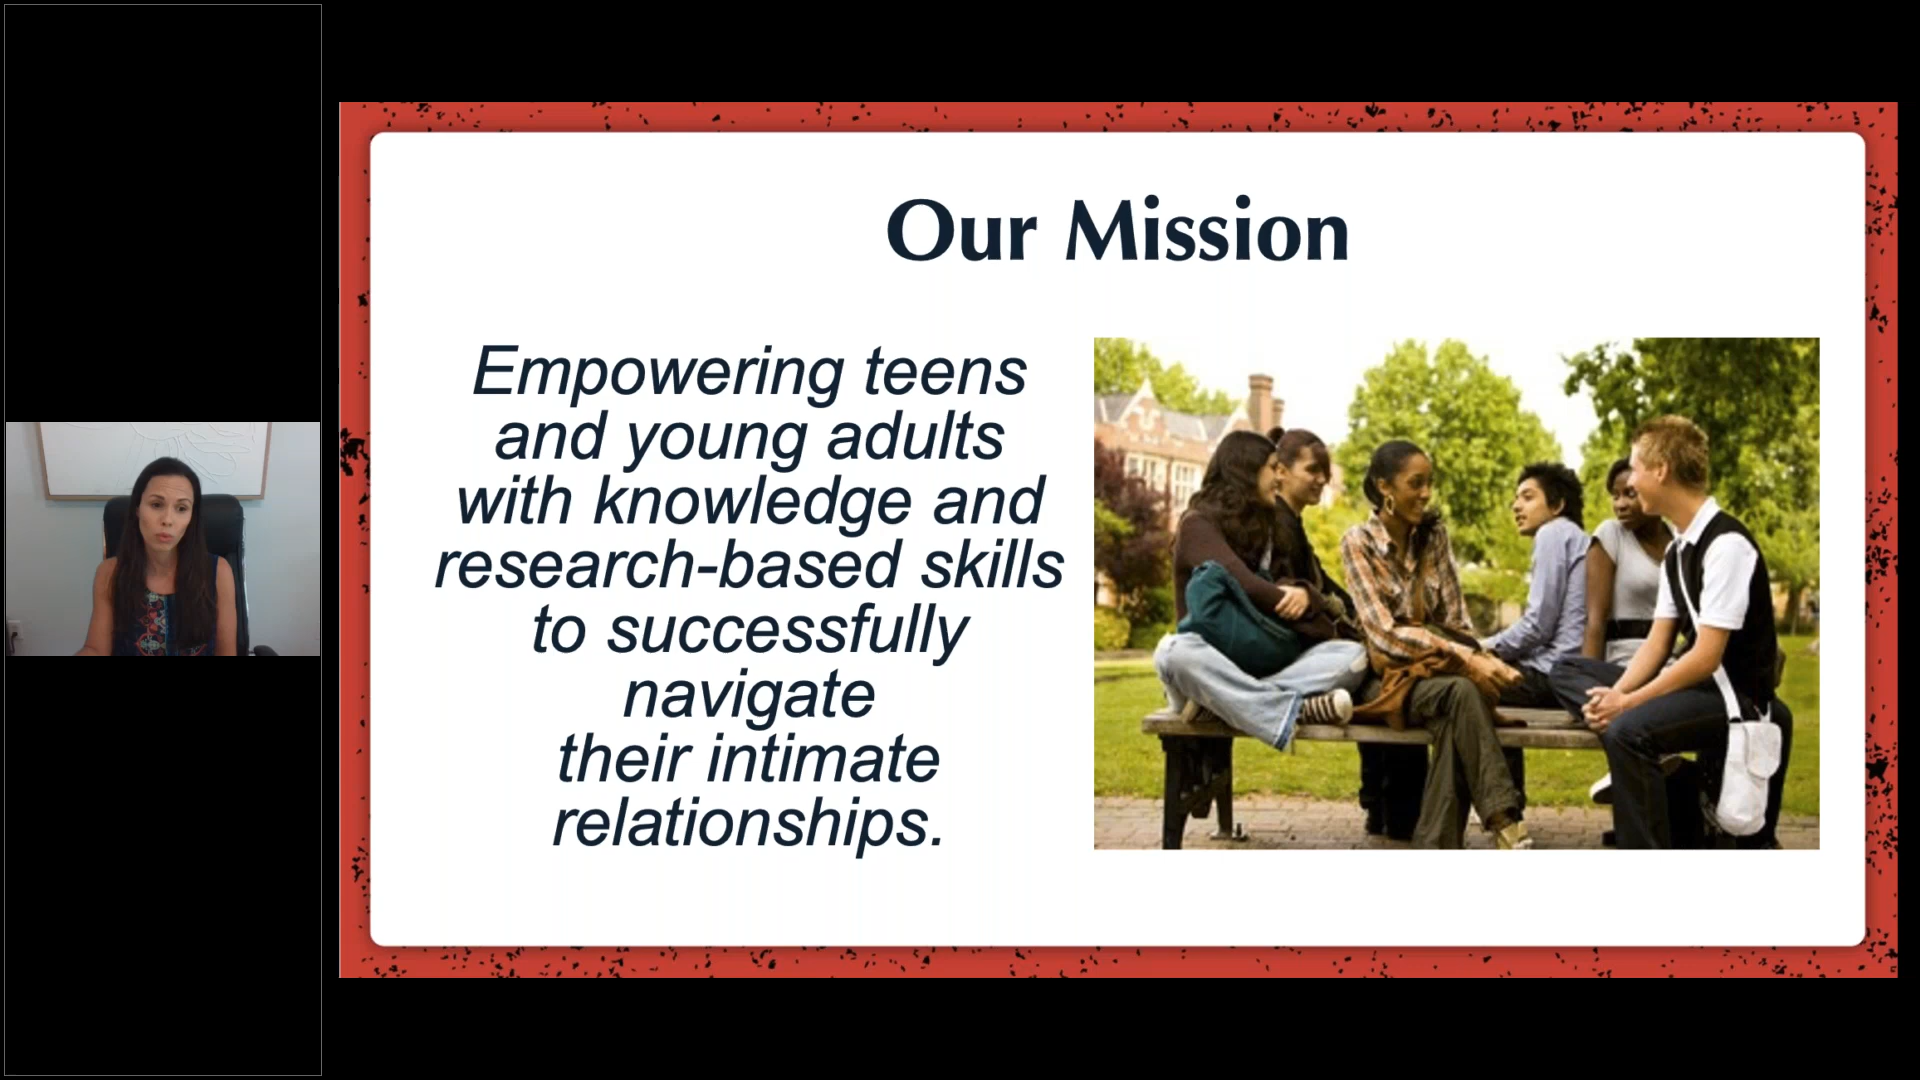 Our Mission
Empowering teens
and young adults
with knowledge and
research-based skills
to successfully
navigate
their intimate
relationships.